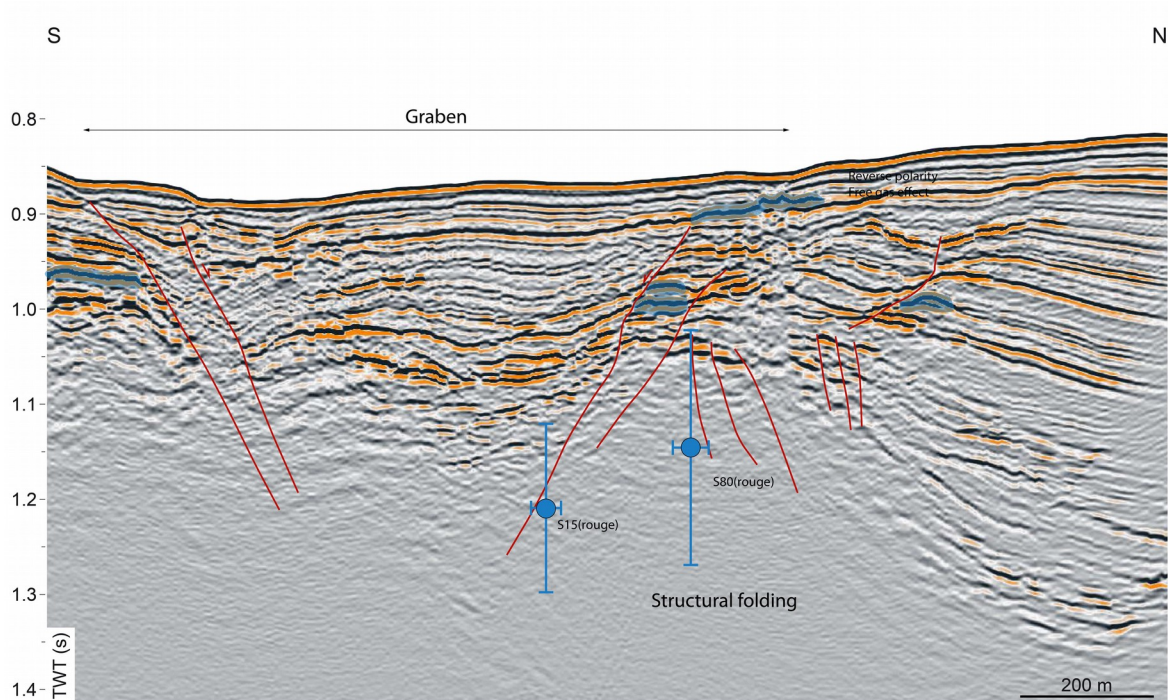 S
N
0.8
Graben
Reverse polarity
Free gas effect
0.9
1.0
1.1
1.2
S80(rouge)
S15(rouge)
1.3
Structural folding
TWT (s)
200 m
1.4